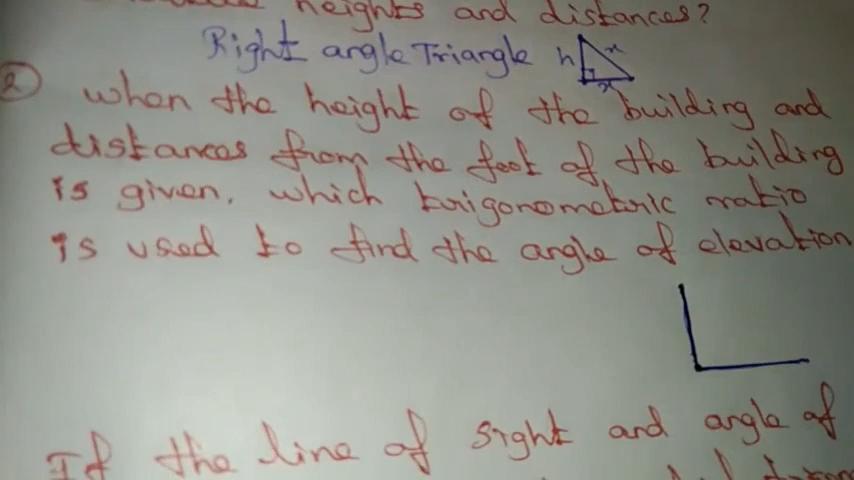 heights and distances?
Right angle Triangle h x
x
2 when the height of the building and
distances from the foot of the building
is given, which trigonometric ratio
is used to find the angle of elevation
If the line of sight and angle of